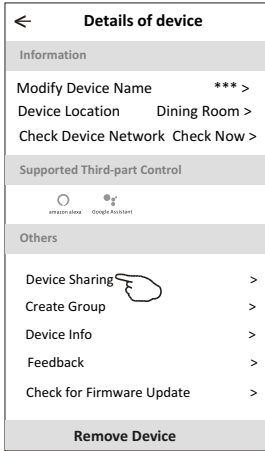 ← Details of device
Information
Modify Device Name *** >
Device Location Dining Room >
Check Device Network Check Now >
Supported Third-part Control
amazon alexa Google Assistant
Others
Device Sharing >
Create Group >
Device Info >
Feedback >
Check for Firmware Update >
Remove Device